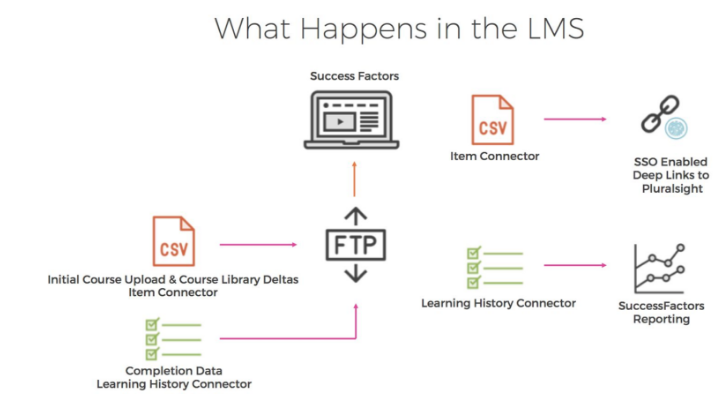 What Happens in the LMS
Success Factors
CSV
Item Connector
SSO Enabled
Deep Links to
Pluralsight
CSV
FTP
Initial Course Upload & Course Library Deltas
Item Connector
Learning History Connector
SuccessFactors
Reporting
Completion Data
Learning History Connector